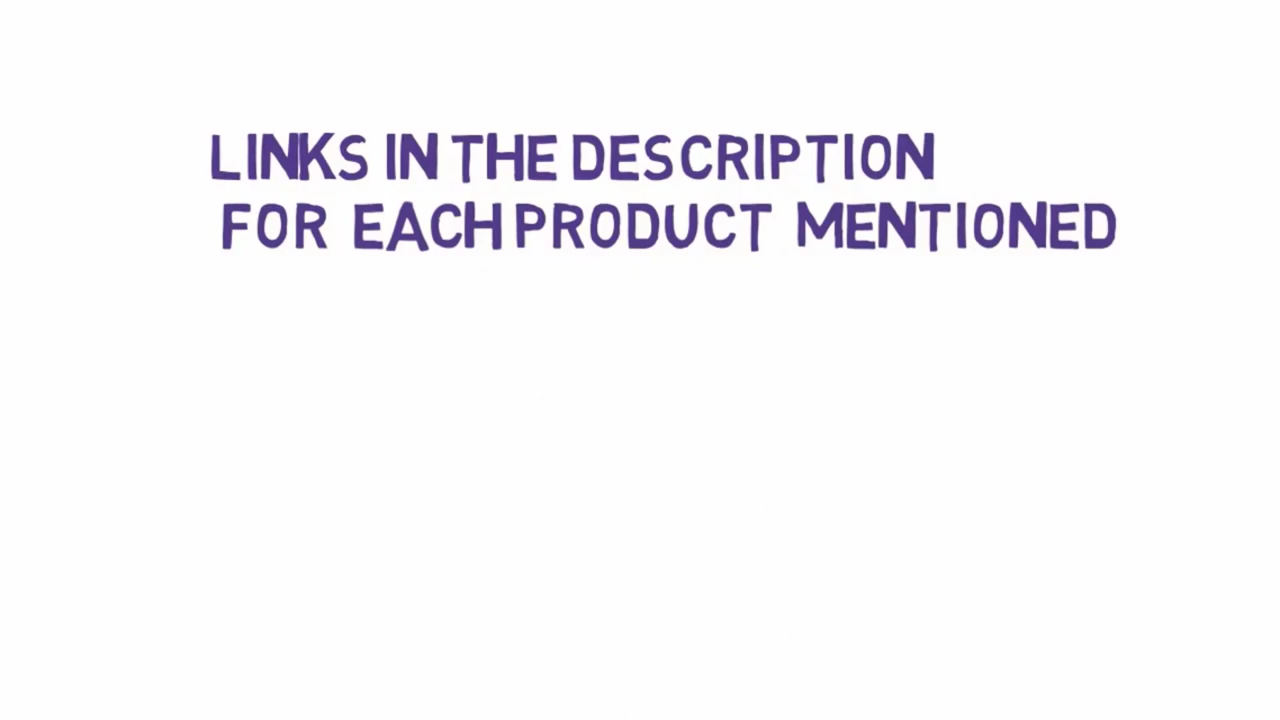 LINKS IN THE DESCRIPTION
FOR EACH PRODUCT MENTIONED